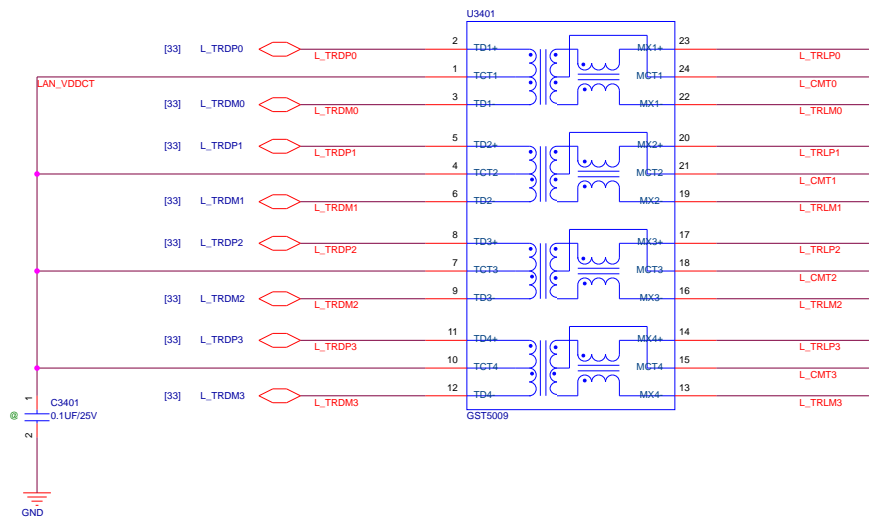 U3401
[33] L_TRDP0 L_TRDP0 2 TD1+ MX1+ 23 L_TRLP0
LAN_VDDCT 1 TCT1 MCT1 24 L_CMT0
[33] L_TRDM0 L_TRDM0 3 TD1- MX1- 22 L_TRLM0
[33] L_TRDP1 L_TRDP1 5 TD2+ MX2+ 20 L_TRLP1
4 TCT2 MCT2 21 L_CMT1
[33] L_TRDM1 L_TRDM1 6 TD2- MX2- 19 L_TRLM1
[33] L_TRDP2 L_TRDP2 8 TD3+ MX3+ 17 L_TRLP2
7 TCT3 MCT3 18 L_CMT2
[33] L_TRDM2 L_TRDM2 9 TD3- MX3- 16 L_TRLM2
[33] L_TRDP3 L_TRDP3 11 TD4+ MX4+ 14 L_TRLP3
10 TCT4 MCT4 15 L_CMT3
[33] L_TRDM3 L_TRDM3 12 TD4- MX4- 13 L_TRLM3
GST5009
1 C3401
@ 0.1UF/25V
2
GND